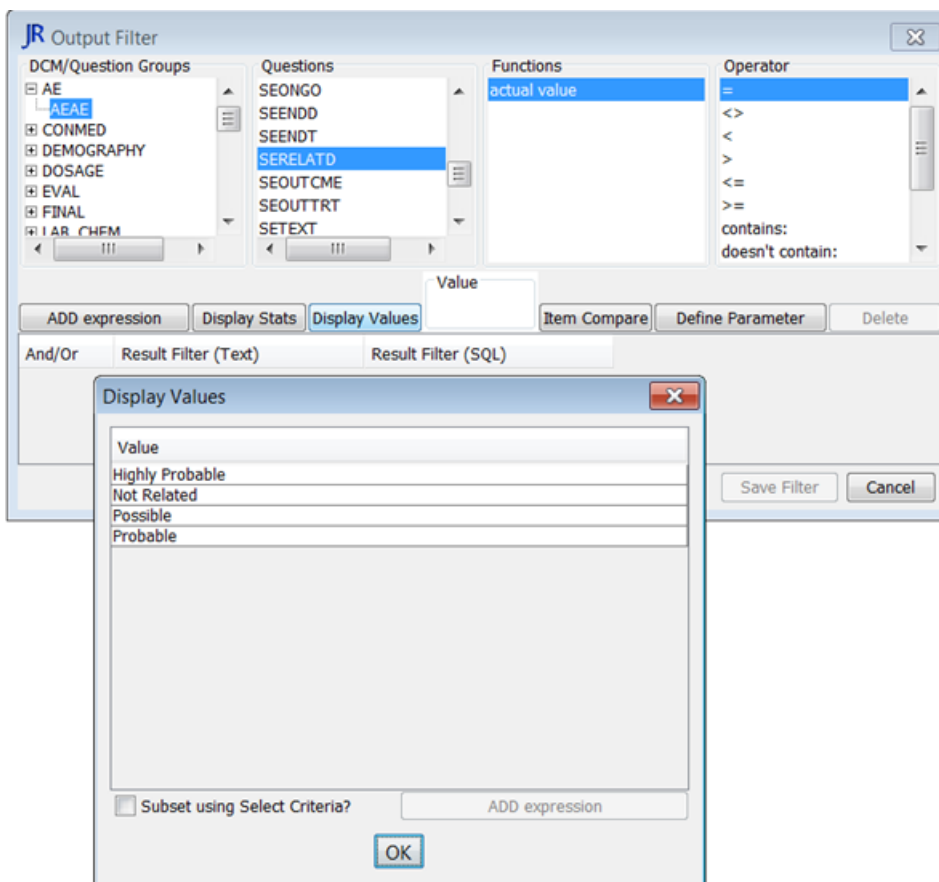 JR Output Filter
DCM/Question Groups
AE
AEAE
CONMED
DEMOGRAPHY
DOSAGE
EVAL
FINAL
LAB_CHEM
Questions
SEONGO
SEENDD
SEENDT
SERELATD
SEOUTCME
SEOUTTRT
SETEXT
Functions
actual value
Operator
=
<>
<
>
<=
>=
contains:
doesn't contain:
Value
ADD expression Display Stats Display Values Item Compare Define Parameter Delete
And/Or Result Filter (Text) Result Filter (SQL)
Save Filter Cancel
Display Values
Value
Highly Probable
Not Related
Possible
Probable
Subset using Select Criteria? ADD expression
OK